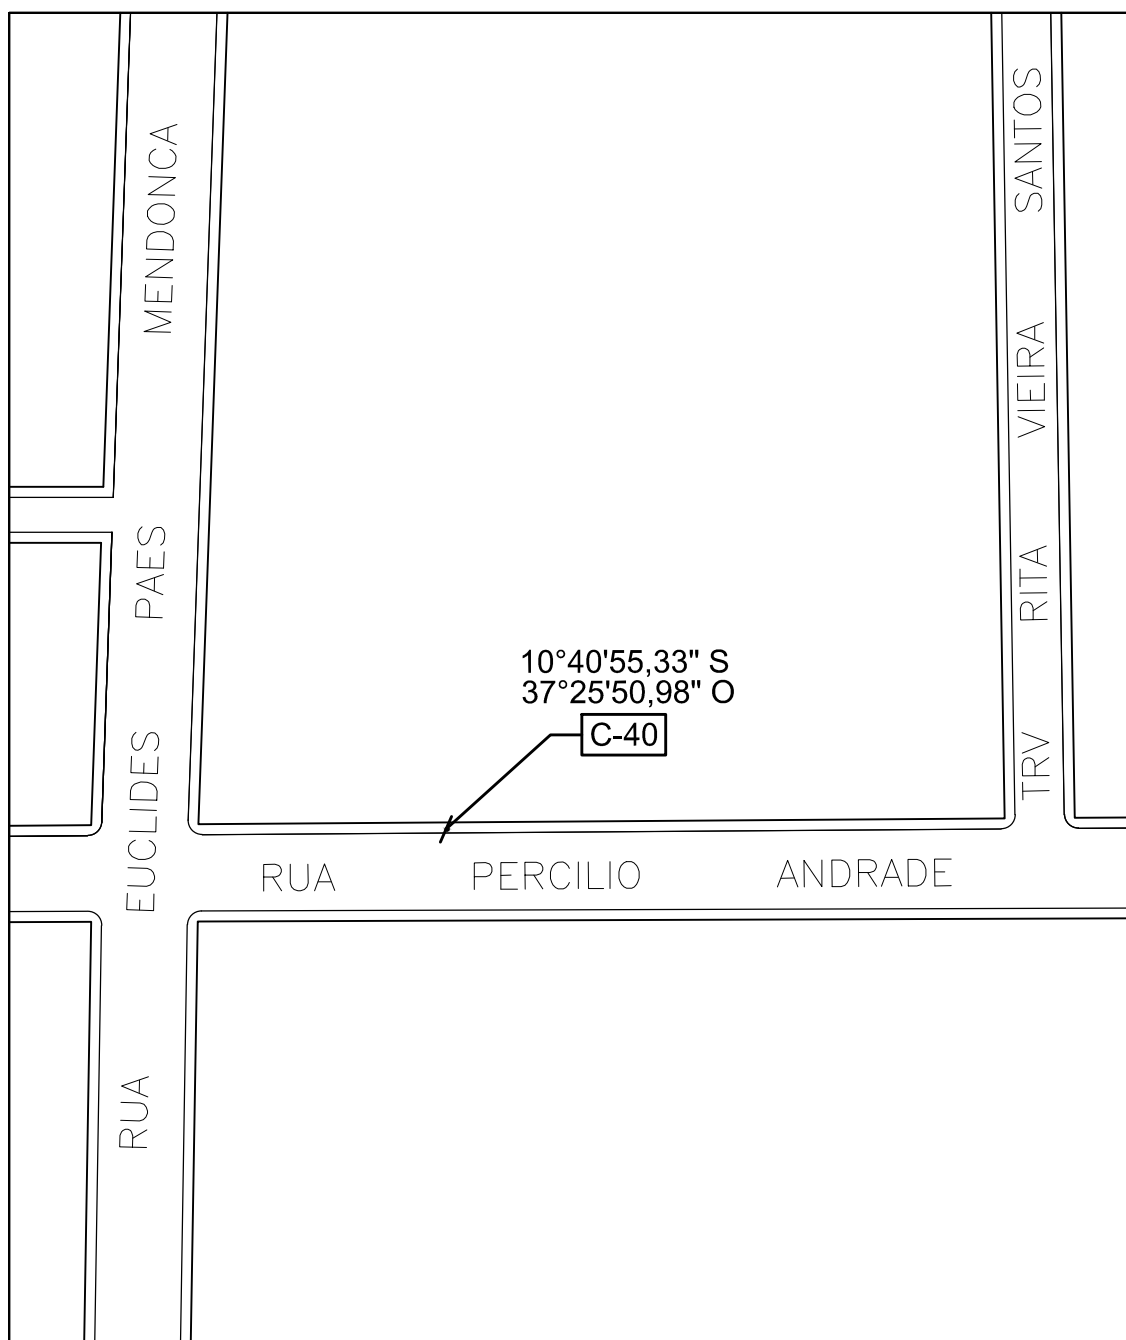 RUA EUCLIDES PAES MENDONCA
TRV RITA VIEIRA SANTOS
10°40'55,33" S
37°25'50,98" O
C-40
RUA PERCILIO ANDRADE